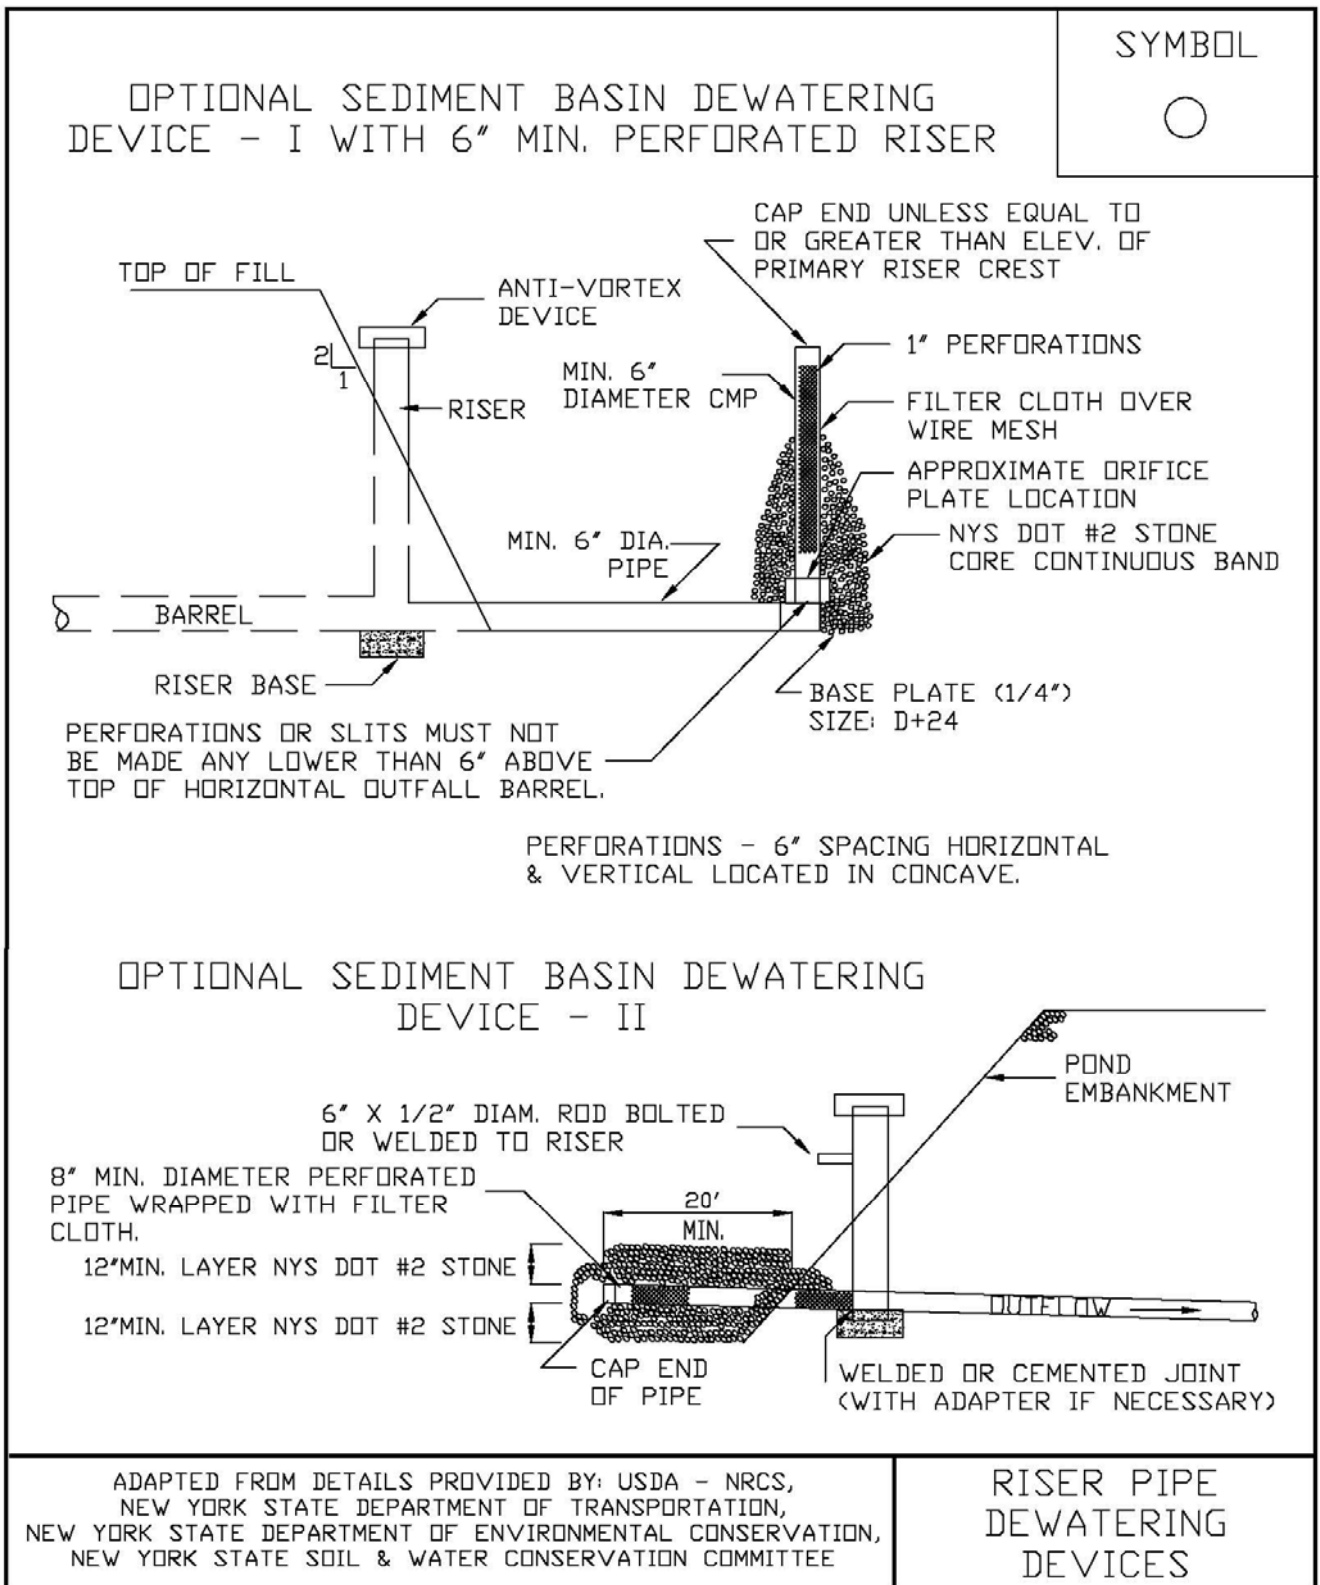 SYMBOL
OPTIONAL SEDIMENT BASIN DEWATERING
DEVICE - I WITH 6" MIN. PERFORATED RISER
CAP END UNLESS EQUAL TO
OR GREATER THAN ELEV. OF
PRIMARY RISER CREST
TOP OF FILL
ANTI-VORTEX
DEVICE
2
1
RISER
MIN. 6"
DIAMETER CMP
1" PERFORATIONS
FILTER CLOTH OVER
WIRE MESH
APPROXIMATE ORIFICE
PLATE LOCATION
NYS DOT #2 STONE
CORE CONTINUOUS BAND
MIN. 6" DIA.
PIPE
BARREL
RISER BASE
BASE PLATE (1/4")
SIZE: D+24
PERFORATIONS OR SLITS MUST NOT
BE MADE ANY LOWER THAN 6" ABOVE
TOP OF HORIZONTAL OUTFALL BARREL.
PERFORATIONS - 6" SPACING HORIZONTAL
& VERTICAL LOCATED IN CONCAVE.
OPTIONAL SEDIMENT BASIN DEWATERING
DEVICE - II
POND
EMBANKMENT
6" X 1/2" DIAM. ROD BOLTED
OR WELDED TO RISER
8" MIN. DIAMETER PERFORATED
PIPE WRAPPED WITH FILTER
CLOTH.
20'
MIN.
12"MIN. LAYER NYS DOT #2 STONE
12"MIN. LAYER NYS DOT #2 STONE
OUTFLOW
CAP END
OF PIPE
WELDED OR CEMENTED JOINT
(WITH ADAPTER IF NECESSARY)
ADAPTED FROM DETAILS PROVIDED BY: USDA - NRCS,
NEW YORK STATE DEPARTMENT OF TRANSPORTATION,
NEW YORK STATE DEPARTMENT OF ENVIRONMENTAL CONSERVATION,
NEW YORK STATE SOIL & WATER CONSERVATION COMMITTEE
RISER PIPE
DEWATERING
DEVICES